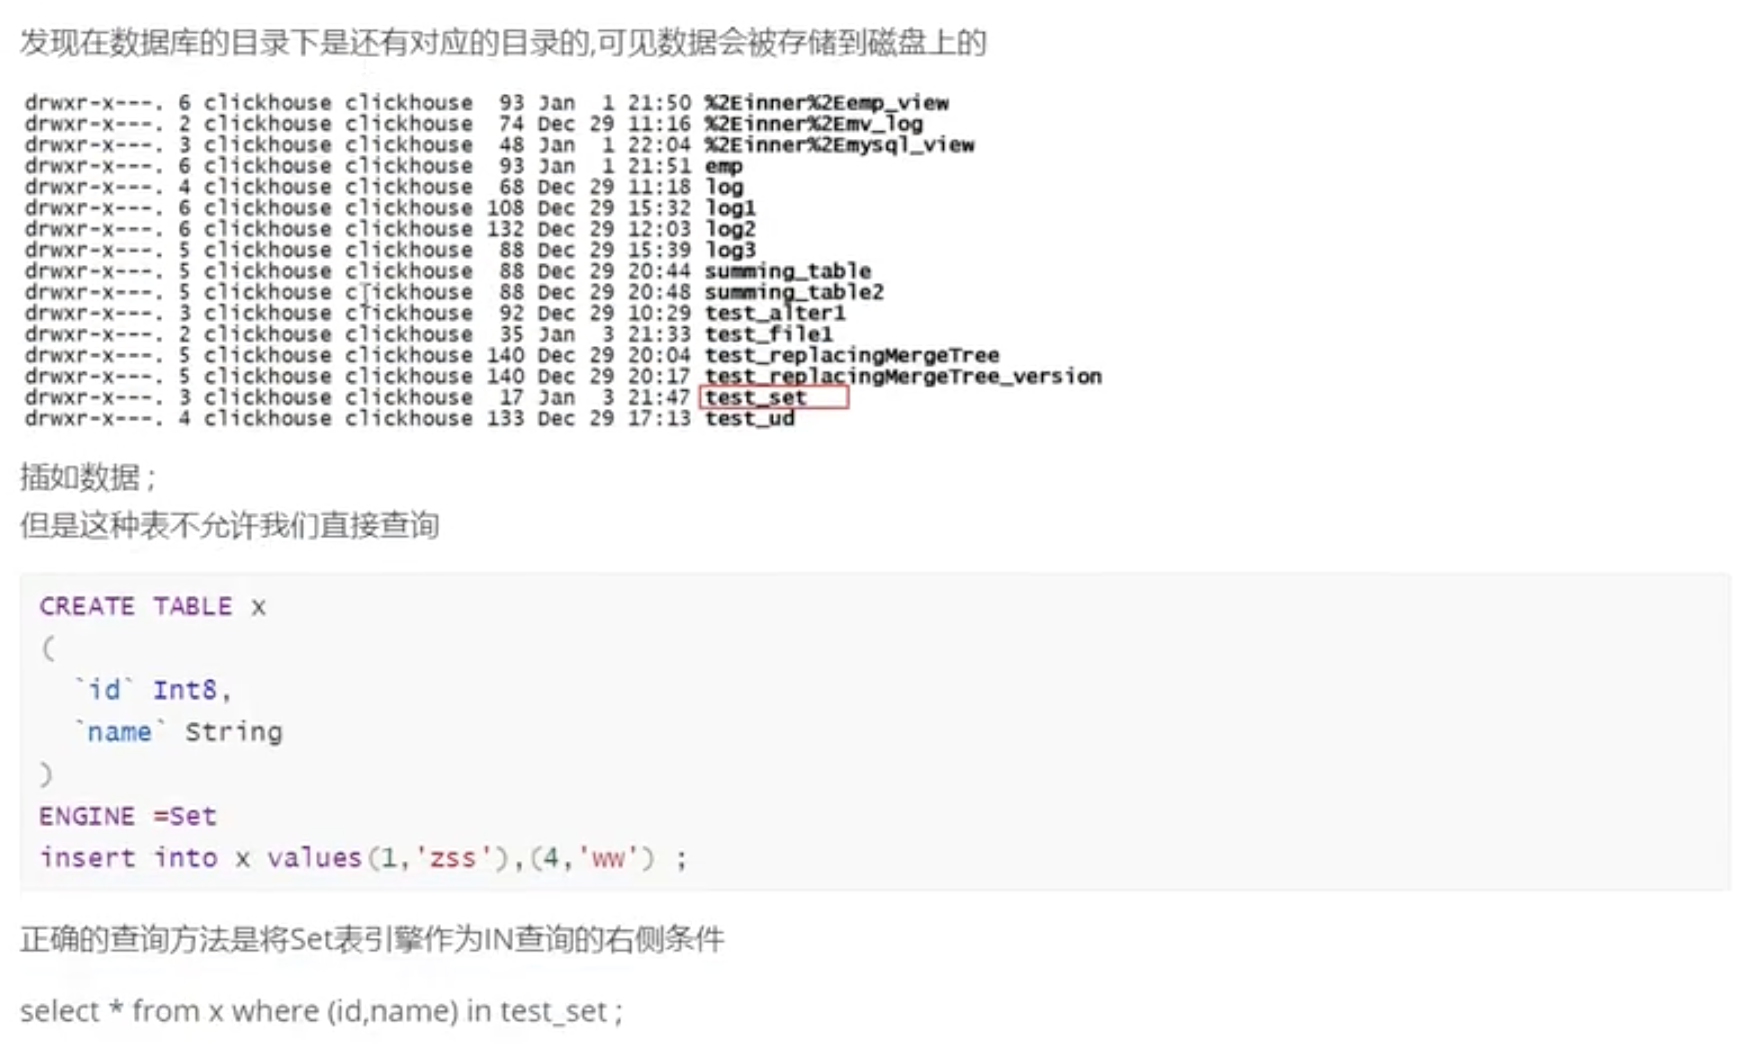 发现在数据库的目录下是还有对应的目录的,可见数据会被存储到磁盘上的
drwxr-x---. 6 clickhouse clickhouse  93 Jan  1 21:50 %2Einner%2Eemp_view
drwxr-x---. 2 clickhouse clickhouse  74 Dec 29 11:16 %2Einner%2Emv_log
drwxr-x---. 3 clickhouse clickhouse  48 Jan  1 22:04 %2Einner%2Emysql_view
drwxr-x---. 6 clickhouse clickhouse  93 Jan  1 21:51 emp
drwxr-x---. 4 clickhouse clickhouse  68 Dec 29 11:18 log
drwxr-x---. 6 clickhouse clickhouse 108 Dec 29 15:32 log1
drwxr-x---. 6 clickhouse clickhouse 132 Dec 29 12:03 log2
drwxr-x---. 5 clickhouse clickhouse  88 Dec 29 15:39 log3
drwxr-x---. 5 clickhouse clickhouse  88 Dec 29 20:44 summing_table
drwxr-x---. 5 clickhouse clickhouse  88 Dec 29 20:48 summing_table2
drwxr-x---. 3 clickhouse clickhouse  92 Dec 29 10:29 test_alter1
drwxr-x---. 2 clickhouse clickhouse  35 Jan  3 21:33 test_file1
drwxr-x---. 5 clickhouse clickhouse 140 Dec 29 20:04 test_replacingMergeTree
drwxr-x---. 5 clickhouse clickhouse 140 Dec 29 20:17 test_replacingMergeTree_version
drwxr-x---. 3 clickhouse clickhouse  17 Jan  3 21:47 test_set
drwxr-x---. 4 clickhouse clickhouse 133 Dec 29 17:13 test_ud
插如数据 ;
但是这种表不允许我们直接查询
CREATE TABLE x
(
  `id` Int8,
  `name` String
)
ENGINE =Set
insert into x values(1,'zss'),(4,'ww') ;
正确的查询方法是将Set表引擎作为IN查询的右侧条件
select * from x where (id,name) in test_set ;